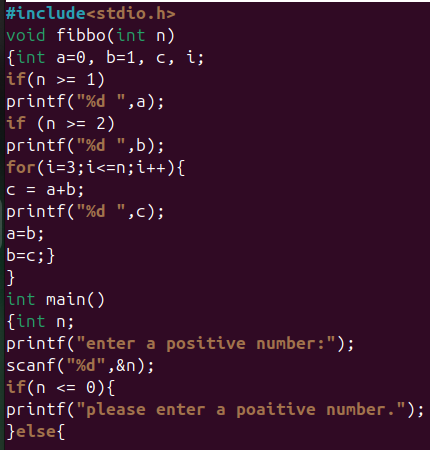 #include<stdio.h>
void fibbo(int n)
{int a=0, b=1, c, i;
if(n >= 1)
printf("%d ",a);
if (n >= 2)
printf("%d ",b);
for(i=3;i<=n;i++){
c = a+b;
printf("%d ",c);
a=b;
b=c;}
}
int main()
{int n;
printf("enter a positive number:");
scanf("%d",&n);
if(n <= 0){
printf("please enter a poaitive number.");
}else{